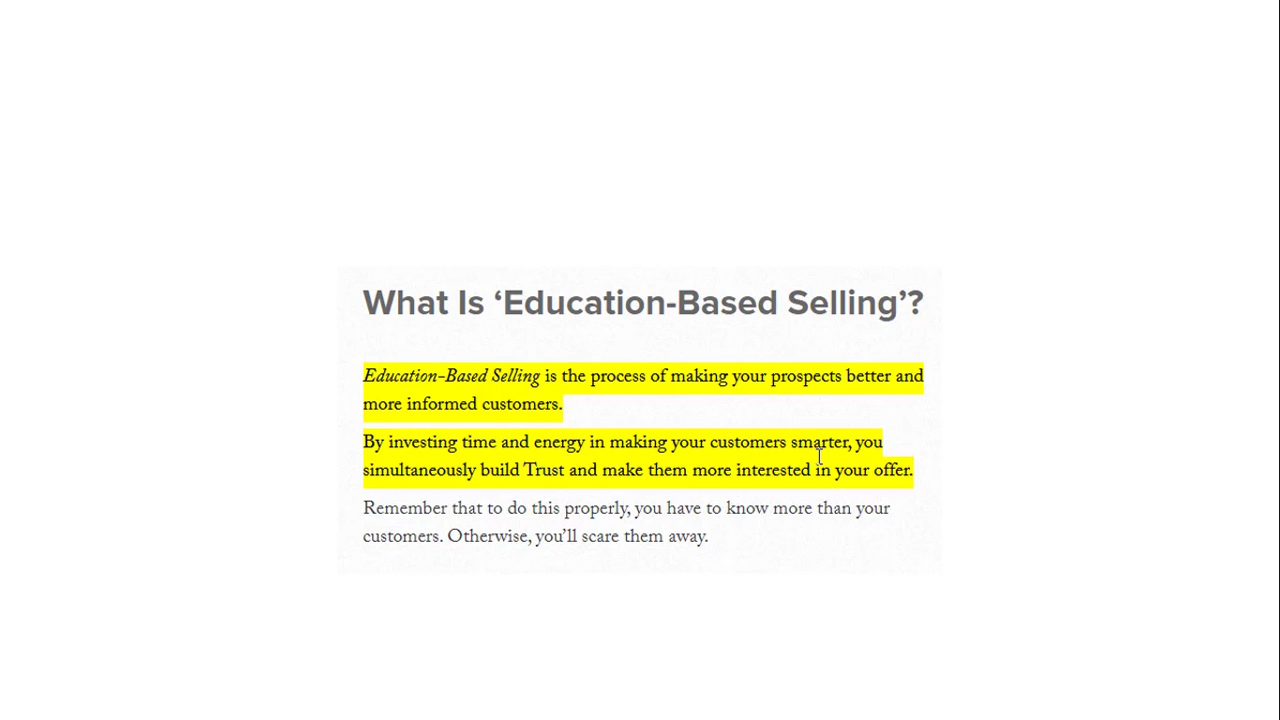 What Is ‘Education-Based Selling’?
Education-Based Selling is the process of making your prospects better and
more informed customers.
By investing time and energy in making your customers smarter, you
simultaneously build Trust and make them more interested in your offer.
Remember that to do this properly, you have to know more than your
customers. Otherwise, you’ll scare them away.